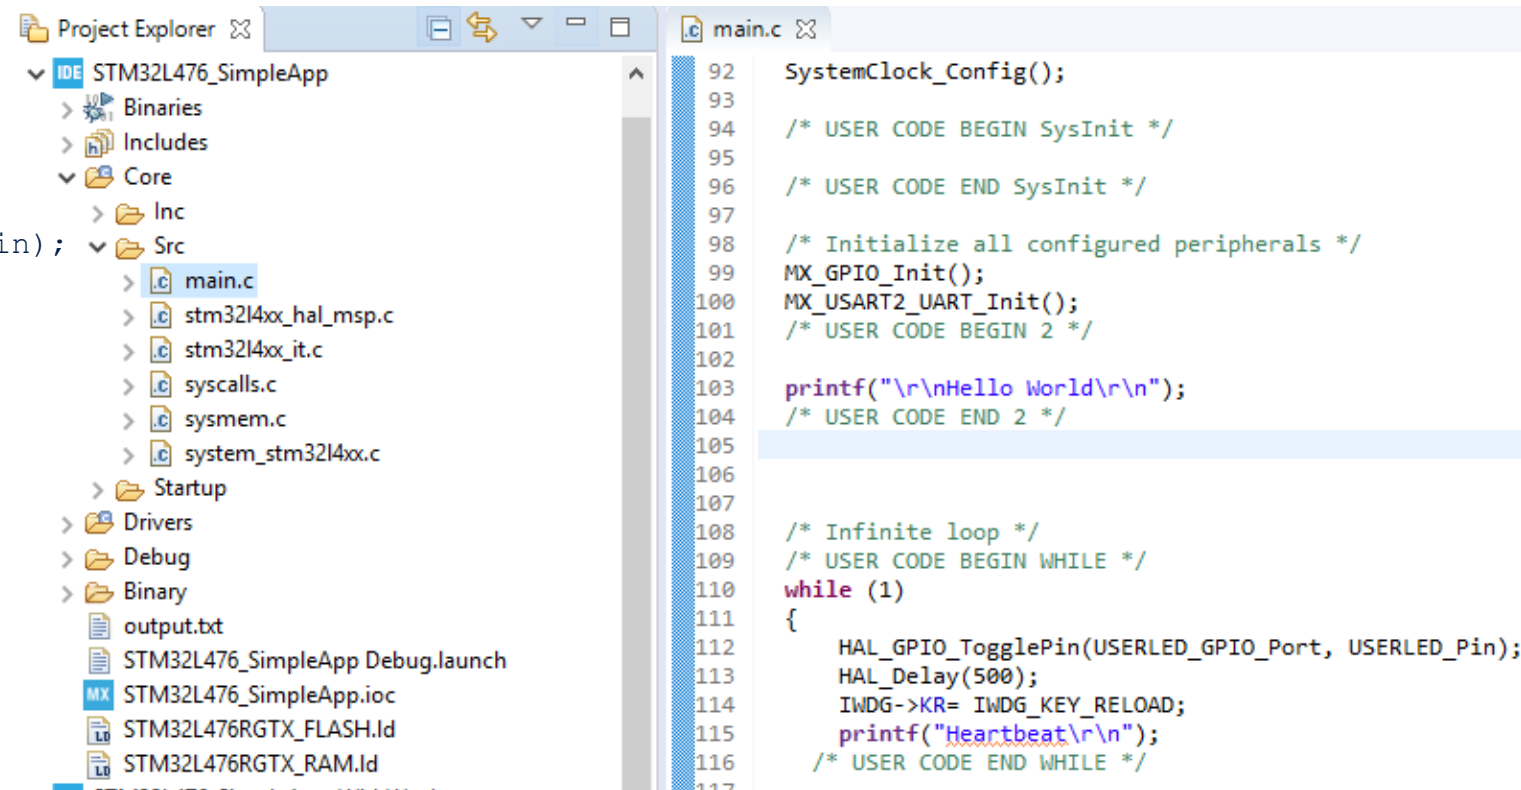 Project Explorer
IDE STM32L476_SimpleApp
Binaries
Includes
Core
Inc
in);
Src
main.c
stm32l4xx_hal_msp.c
stm32l4xx_it.c
syscalls.c
sysmem.c
system_stm32l4xx.c
Startup
Drivers
Debug
Binary
output.txt
STM32L476_SimpleApp Debug.launch
MX STM32L476_SimpleApp.ioc
STM32L476RGTX_FLASH.ld
STM32L476RGTX_RAM.ld
main.c
92 SystemClock_Config();
93
94 /* USER CODE BEGIN SysInit */
95
96 /* USER CODE END SysInit */
97
98 /* Initialize all configured peripherals */
99 MX_GPIO_Init();
100 MX_USART2_UART_Init();
101 /* USER CODE BEGIN 2 */
102
103 printf("\r\nHello World\r\n");
104 /* USER CODE END 2 */
105
106
107
108 /* Infinite loop */
109 /* USER CODE BEGIN WHILE */
110 while (1)
111 {
112 HAL_GPIO_TogglePin(USERLED_GPIO_Port, USERLED_Pin);
113 HAL_Delay(500);
114 IWDG->KR= IWDG_KEY_RELOAD;
115 printf("Heartbeat\r\n");
116 /* USER CODE END WHILE */
117